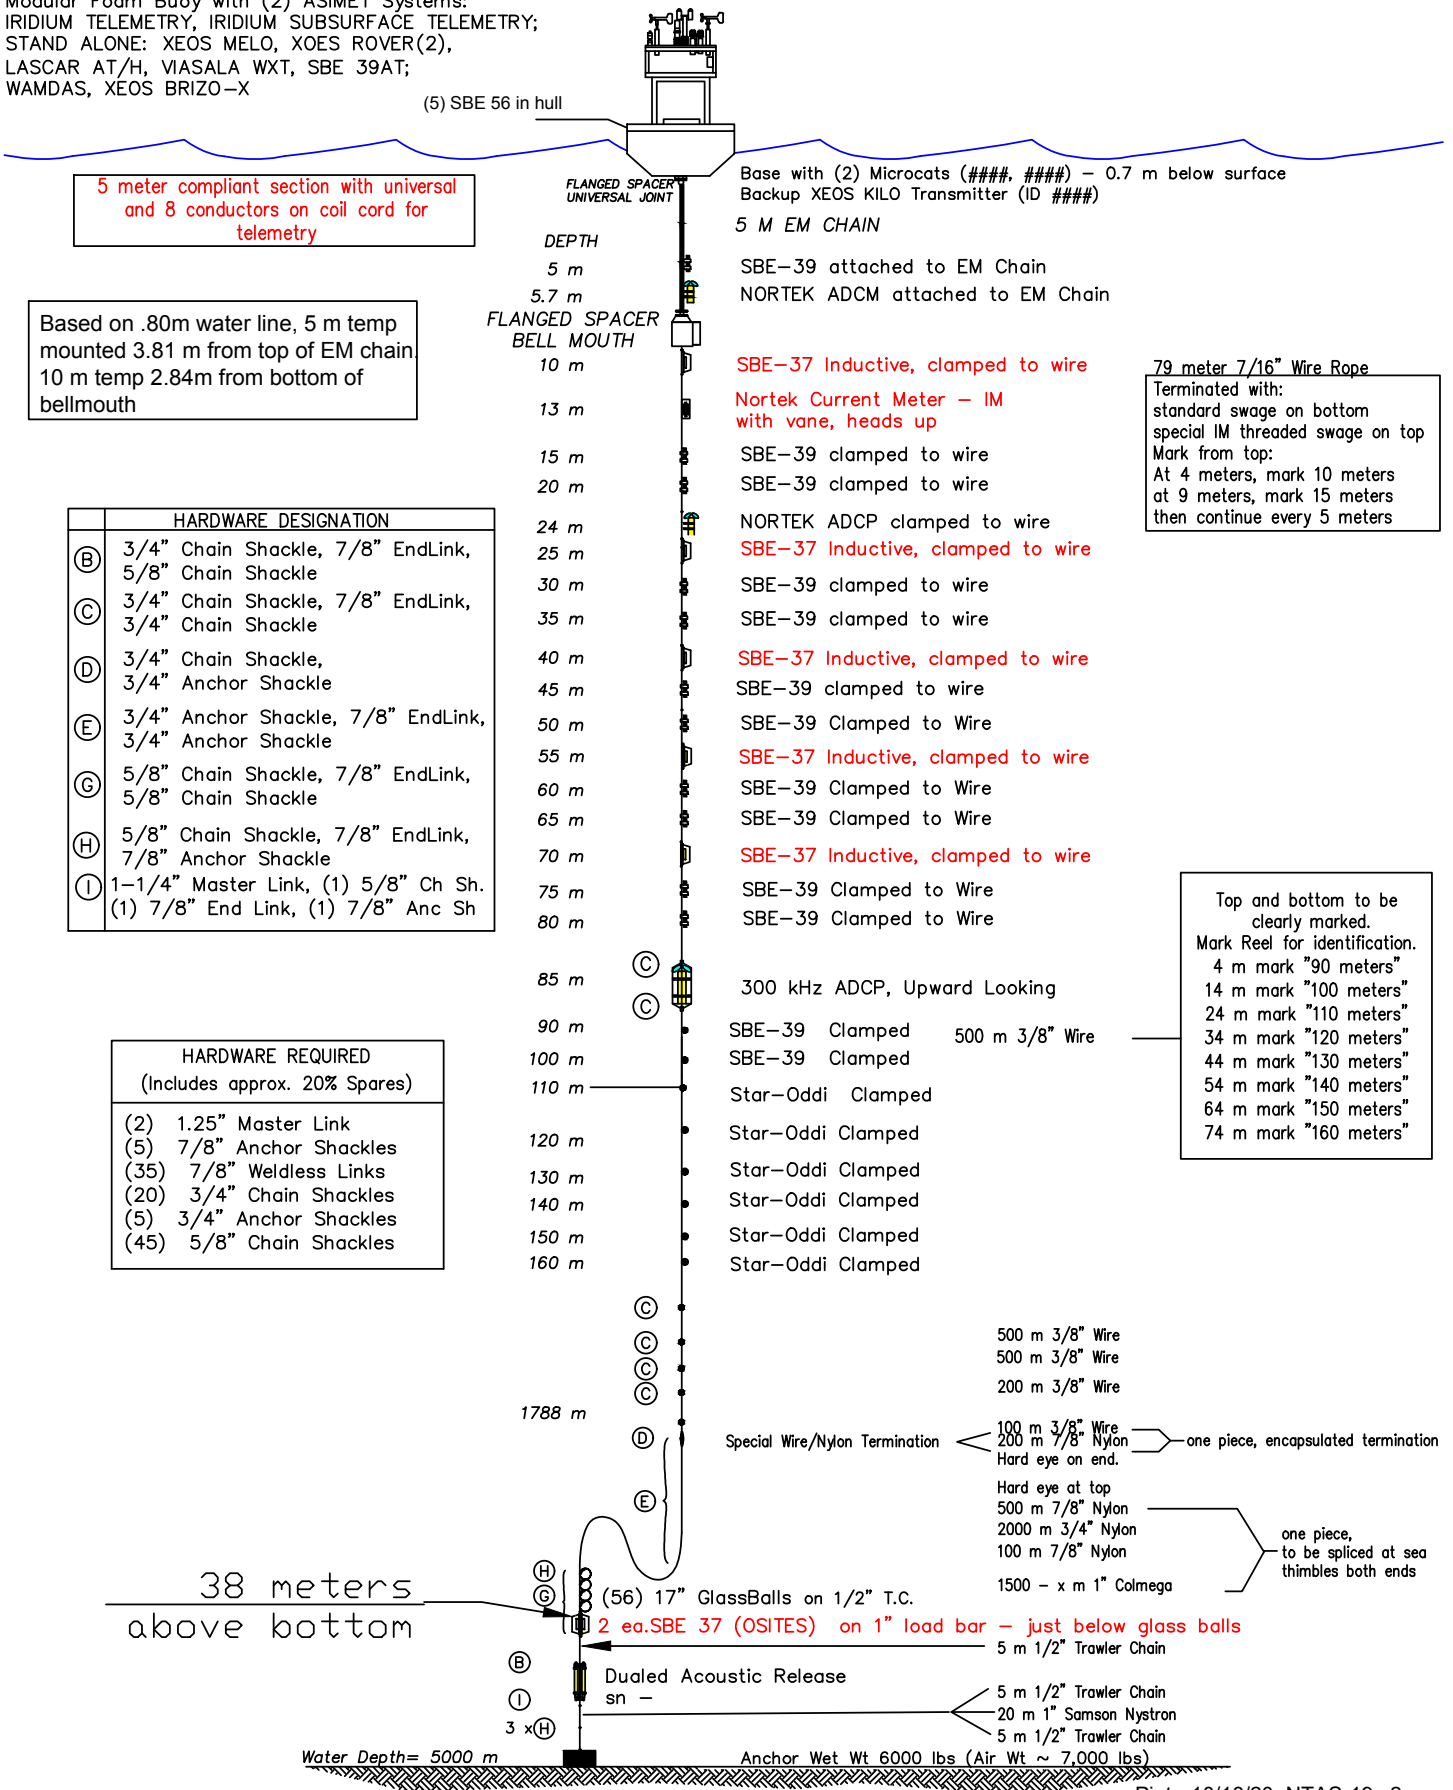 Modular Foam Buoy with (2) ASIMET Systems:
IRIDIUM TELEMETRY, IRIDIUM SUBSURFACE TELEMETRY;
STAND ALONE: XEOS MELO, XOES ROVER(2),
LASCAR AT/H, VIASALA WXT, SBE 39AT;
WAMDAS, XEOS BRIZO-X
(5) SBE 56 in hull
5 meter compliant section with universal
and 8 conductors on coil cord for
telemetry
FLANGED SPACER
UNIVERSAL JOINT
Base with (2) Microcats (####, ####) - 0.7 m below surface
Backup XEOS KILO Transmitter (ID ####)
5 M EM CHAIN
DEPTH
5 m SBE-39 attached to EM Chain
5.7 m NORTEK ADCM attached to EM Chain
FLANGED SPACER
BELL MOUTH
Based on .80m water line, 5 m temp
mounted 3.81 m from top of EM chain.
10 m temp 2.84m from bottom of
bellmouth
10 m SBE-37 Inductive, clamped to wire
13 m Nortek Current Meter - IM
with vane, heads up
15 m SBE-39 clamped to wire
20 m SBE-39 clamped to wire
24 m NORTEK ADCP clamped to wire
25 m SBE-37 Inductive, clamped to wire
30 m SBE-39 clamped to wire
35 m SBE-39 clamped to wire
40 m SBE-37 Inductive, clamped to wire
45 m SBE-39 clamped to wire
50 m SBE-39 Clamped to Wire
55 m SBE-37 Inductive, clamped to wire
60 m SBE-39 Clamped to Wire
65 m SBE-39 Clamped to Wire
70 m SBE-37 Inductive, clamped to wire
75 m SBE-39 Clamped to Wire
80 m SBE-39 Clamped to Wire
79 meter 7/16" Wire Rope
Terminated with:
standard swage on bottom
special IM threaded swage on top
Mark from top:
At 4 meters, mark 10 meters
at 9 meters, mark 15 meters
then continue every 5 meters
HARDWARE DESIGNATION
B 3/4" Chain Shackle, 7/8" EndLink,
5/8" Chain Shackle
C 3/4" Chain Shackle, 7/8" EndLink,
3/4" Chain Shackle
D 3/4" Chain Shackle,
3/4" Anchor Shackle
E 3/4" Anchor Shackle, 7/8" EndLink,
3/4" Anchor Shackle
G 5/8" Chain Shackle, 7/8" EndLink,
5/8" Chain Shackle
H 5/8" Chain Shackle, 7/8" EndLink,
7/8" Anchor Shackle
I 1-1/4" Master Link, (1) 5/8" Ch Sh.
(1) 7/8" End Link, (1) 7/8" Anc Sh
C
85 m 300 kHz ADCP, Upward Looking
C
90 m SBE-39 Clamped
500 m 3/8" Wire
100 m SBE-39 Clamped
110 m Star-Oddi Clamped
120 m Star-Oddi Clamped
130 m Star-Oddi Clamped
140 m Star-Oddi Clamped
150 m Star-Oddi Clamped
160 m Star-Oddi Clamped
Top and bottom to be
clearly marked.
Mark Reel for identification.
4 m mark "90 meters"
14 m mark "100 meters"
24 m mark "110 meters"
34 m mark "120 meters"
44 m mark "130 meters"
54 m mark "140 meters"
64 m mark "150 meters"
74 m mark "160 meters"
HARDWARE REQUIRED
(Includes approx. 20% Spares)
(2) 1.25" Master Link
(5) 7/8" Anchor Shackles
(35) 7/8" Weldless Links
(20) 3/4" Chain Shackles
(5) 3/4" Anchor Shackles
(45) 5/8" Chain Shackles
C
C
C
C
500 m 3/8" Wire
500 m 3/8" Wire
200 m 3/8" Wire
1788 m
D
Special Wire/Nylon Termination
100 m 3/8" Wire
200 m 7/8" Nylon
Hard eye on end.
one piece, encapsulated termination
E
Hard eye at top
500 m 7/8" Nylon
2000 m 3/4" Nylon
100 m 7/8" Nylon
1500 - x m 1" Colmega
one piece,
to be spliced at sea
thimbles both ends
H
G
(56) 17" GlassBalls on 1/2" T.C.
38 meters
above bottom
2 ea.SBE 37 (OSITES) on 1" load bar - just below glass balls
5 m 1/2" Trawler Chain
B
Dualed Acoustic Release
sn -
I
3 x H
5 m 1/2" Trawler Chain
20 m 1" Samson Nystron
5 m 1/2" Trawler Chain
Water Depth= 5000 m
Anchor Wet Wt 6000 lbs (Air Wt ~ 7,000 lbs)